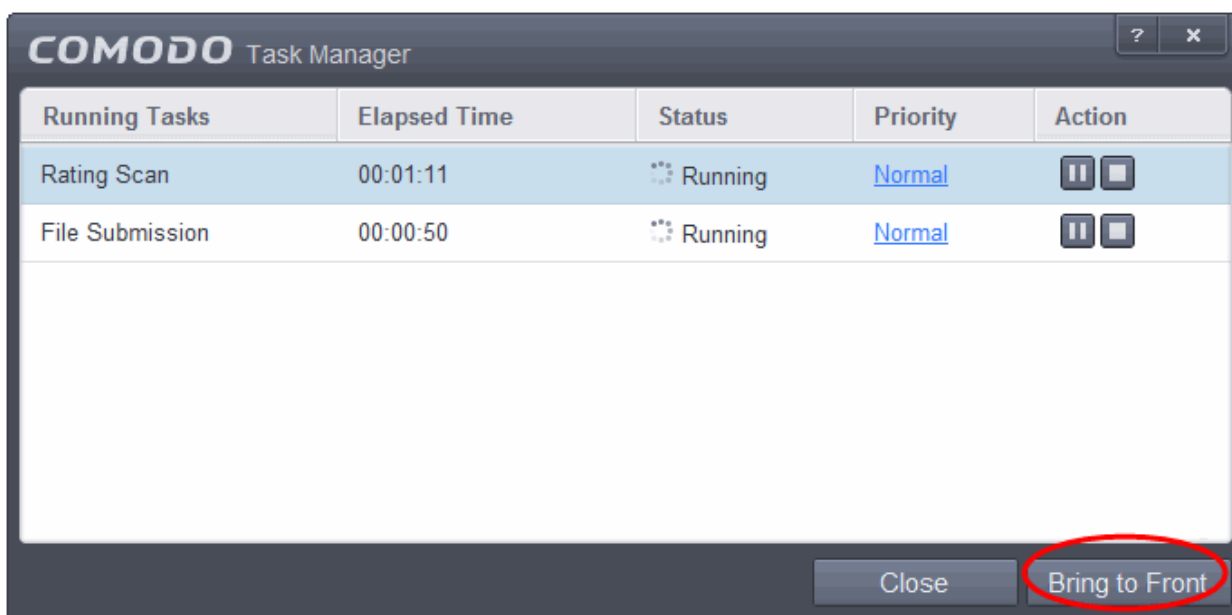 COMODO Task Manager ? x
Running Tasks Elapsed Time Status Priority Action
Rating Scan 00:01:11 Running Normal
File Submission 00:00:50 Running Normal
Close Bring to Front